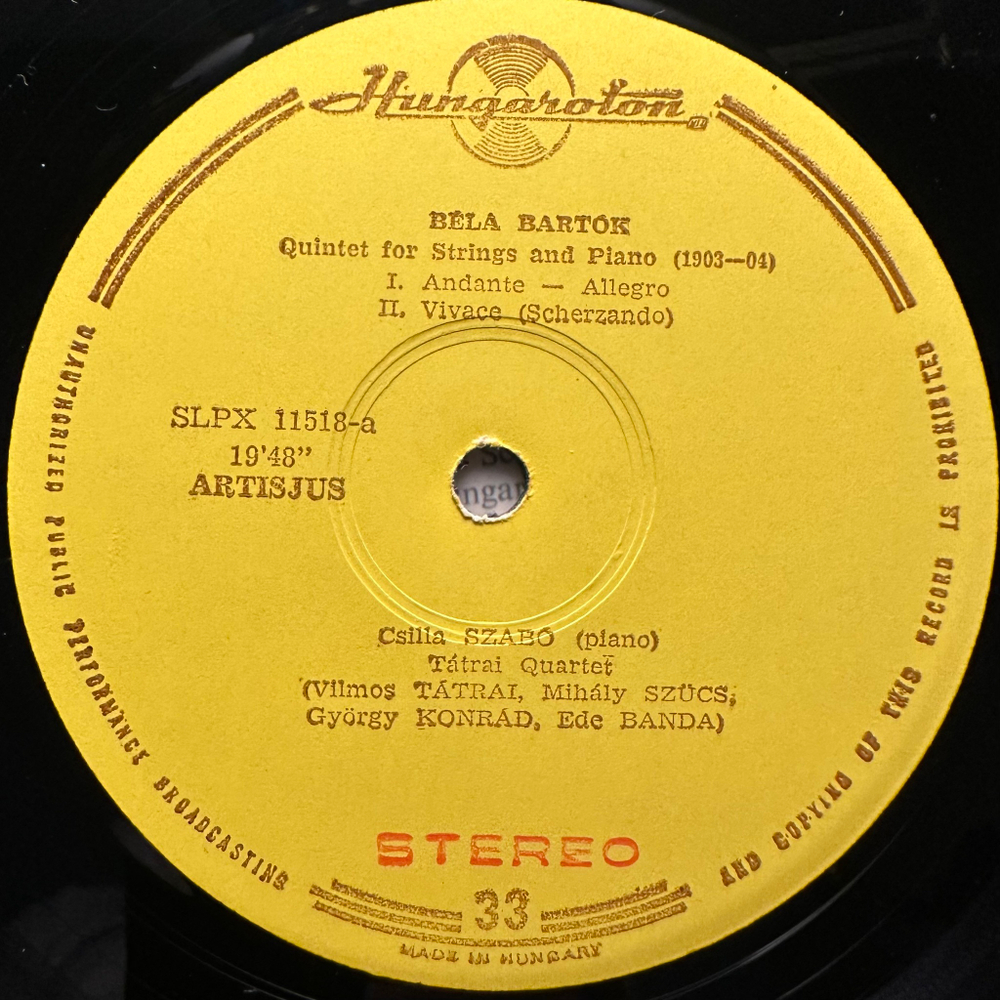 Hungaroton
BÉLA BARTÓK
Quintet for Strings and Piano (1903—04)
I. Andante — Allegro
II. Vivace (Scherzando)
SLPX 11518-a
19'48”
ARTISJUS
ngar
Csilla SZABÓ (piano)
Tátrai Quartet
(Vilmos TÁTRAI, Mihály SZŰCS,
György KONRÁD, Ede BANDA)
STEREO
33
MADE IN HUNGARY
UNAUTHORIZED PUBLIC PERFORMANCE BROADCASTING AND COPYING OF THIS RECORD PROHIBITED